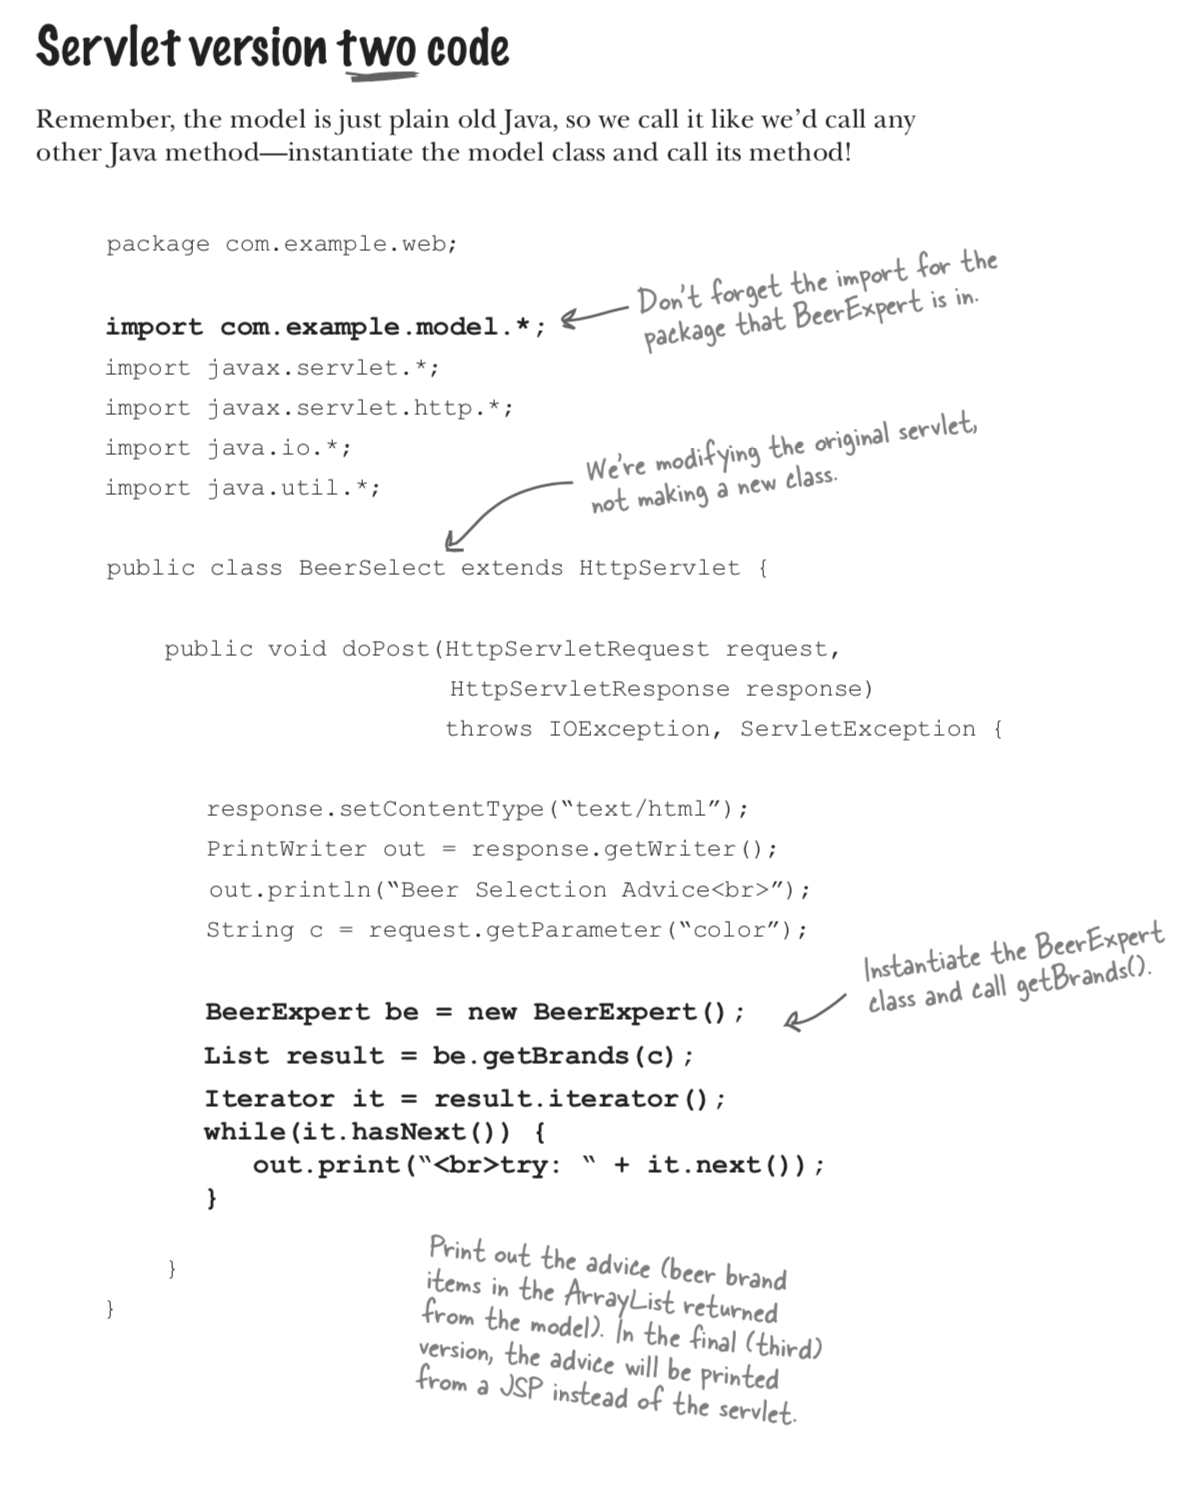 Servlet version two code
Remember, the model is just plain old Java, so we call it like we’d call any
other Java method—instantiate the model class and call its method!
package com.example.web;
import com.example.model.*;
Don't forget the import for the
package that BeerExpert is in.
import javax.servlet.*;
import javax.servlet.http.*;
import java.io.*;
import java.util.*;
We're modifying the original servlet,
not making a new class.
public class BeerSelect extends HttpServlet {
public void doPost(HttpServletRequest request,
HttpServletResponse response)
throws IOException, ServletException {
response.setContentType(“text/html”);
PrintWriter out = response.getWriter();
out.println(“Beer Selection Advice<br>”);
String c = request.getParameter(“color”);
Instantiate the BeerExpert
class and call getBrands().
BeerExpert be = new BeerExpert();
List result = be.getBrands(c);
Iterator it = result.iterator();
while(it.hasNext()) {
out.print(“<br>try: “ + it.next());
}
}
}
Print out the advice (beer brand
items in the ArrayList returned
from the model). In the final (third)
version, the advice will be printed
from a JSP instead of the servlet.